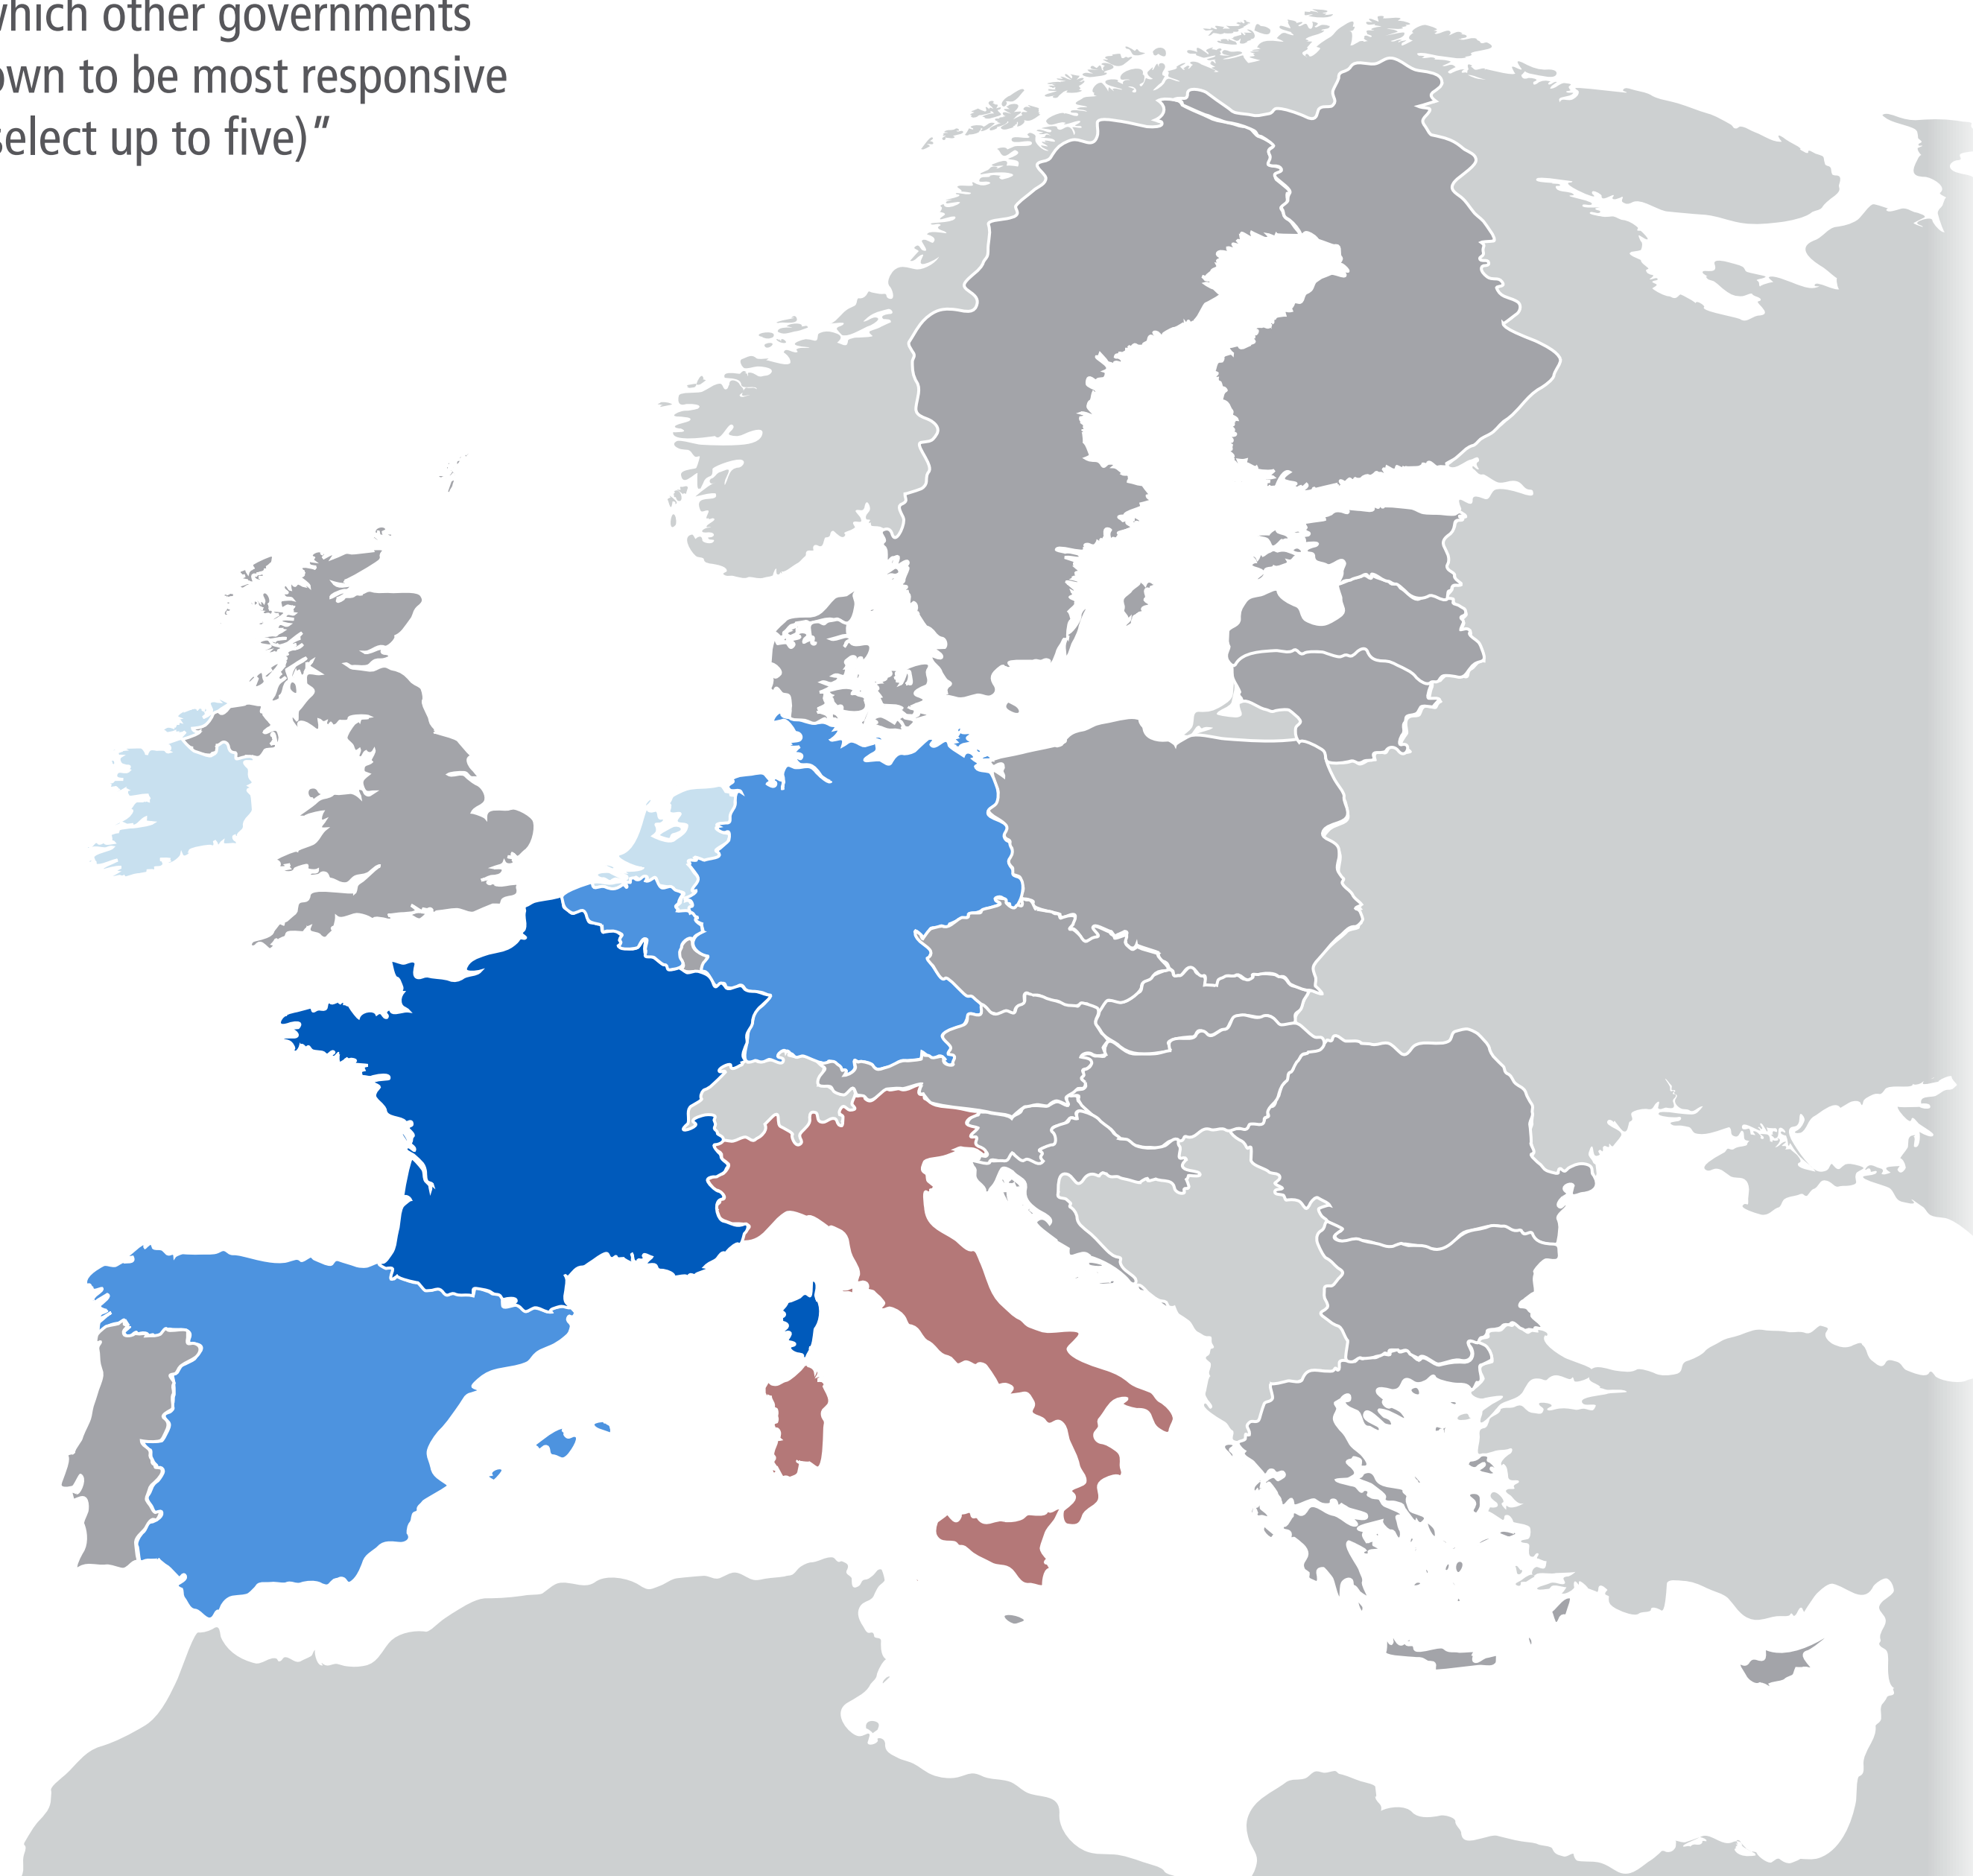 hich other governments
wn to be most responsive
elect up to five)”